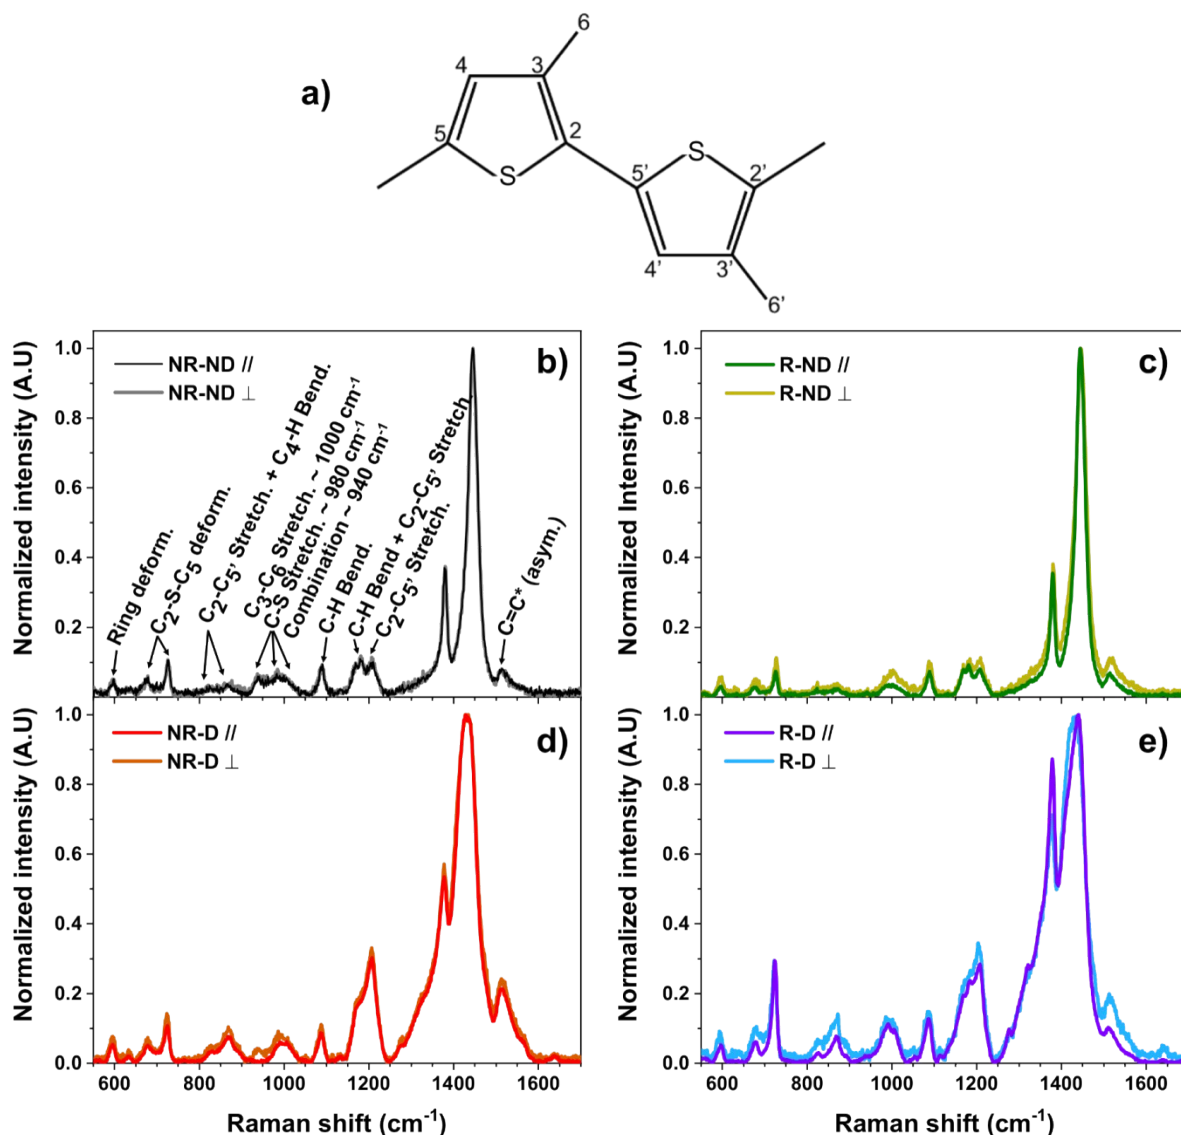 a)
6
4
3
5
2
S
S
5'
2'
4'
3'
6'
b)
NR-ND //
NR-ND ⊥
Ring deform.
C2-S-C5 deform.
C2-C5' Stretch. + C4-H Bend.
C3-C6 Stretch. ~ 1000 cm-1
C-S Stretch. ~ 980 cm-1
Combination ~ 940 cm-1
C-H Bend.
C-H Bend + C2-C5' Stretch.
C2-C5' Stretch.
C=C* (asym.)
Normalized intensity (A.U)
1.0
0.8
0.6
0.4
0.2
c)
R-ND //
R-ND ⊥
Normalized Intensity (A.U)
1.0
0.8
0.6
0.4
0.2
d)
NR-D //
NR-D ⊥
Normalized intensity (A.U)
1.0
0.8
0.6
0.4
0.2
0.0
600 800 1000 1200 1400 1600
Raman shift (cm-1)
e)
R-D //
R-D ⊥
Normalized intensity (A.U)
1.0
0.8
0.6
0.4
0.2
0.0
600 800 1000 1200 1400 1600
Raman shift (cm-1)